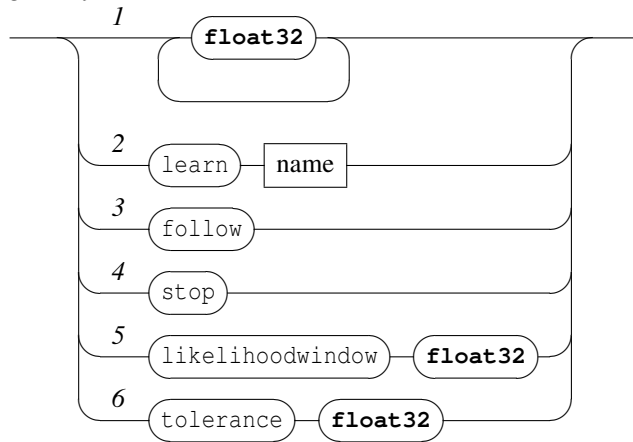 1 float32
2 learn name
3 follow
4 stop
5 likelihoodwindow float32
6 tolerance float32